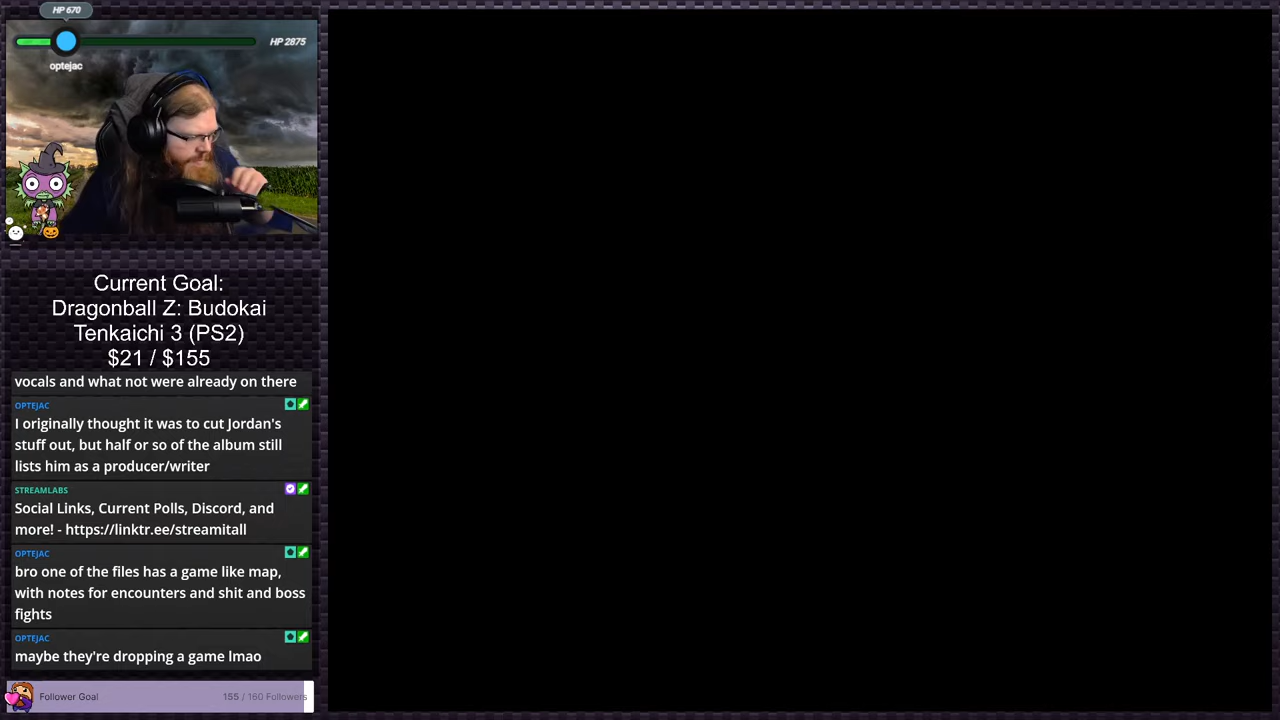 HP 670
HP 2875
optejac
Current Goal:
Dragonball Z: Budokai
Tenkaichi 3 (PS2)
$21 / $155
vocals and what not were already on there
OPTEJAC
I originally thought it was to cut Jordan's
stuff out, but half or so of the album still
lists him as a producer/writer
STREAMLABS
Social Links, Current Polls, Discord, and
more! - https://linktr.ee/streamitall
OPTEJAC
bro one of the files has a game like map,
with notes for encounters and shit and boss
fights
OPTEJAC
maybe they're dropping a game lmao
Follower Goal 155 / 160 Followers